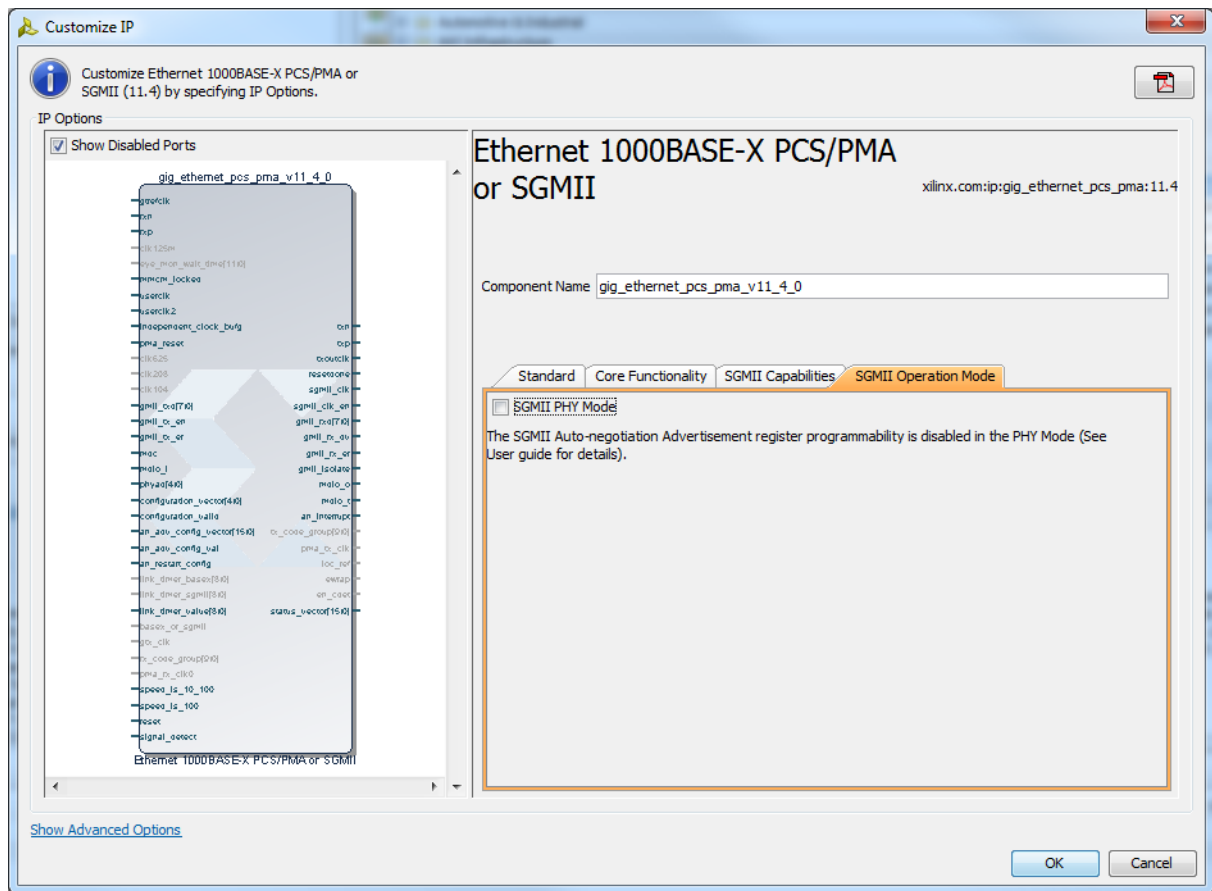 Customize IP
Customize Ethernet 1000BASE-X PCS/PMA or
SGMII (11.4) by specifying IP Options.
IP Options
Show Disabled Ports
gig_ethernet_pcs_pma_v11_4_0
gtrefclk
rxn
rxp
clk125m
eye_mon_wait_time[11:0]
mmcm_locked
userclk
userclk2
independent_clock_bufg
pma_reset
clk625
clk208
clk104
gmii_txd[7:0]
gmii_tx_en
gmii_tx_er
mdc
mdio_i
phyad[4:0]
configuration_vector[4:0]
configuration_valid
an_adv_config_vector[15:0]
an_adv_config_val
an_restart_config
link_timer_basex[8:0]
link_timer_sgmii[8:0]
link_timer_value[8:0]
basex_or_sgmii
gtx_clk
rx_code_group[9:0]
pma_rx_clk0
speed_is_10_100
speed_is_100
reset
signal_detect
txn
txp
txoutclk
resetdone
sgmii_clk
sgmii_clk_en
gmii_rxd[7:0]
gmii_rx_dv
gmii_rx_er
gmii_isolate
mdio_o
mdio_t
an_interrupt
tx_code_group[9:0]
pma_tx_clk
loc_ref
ewrap
en_cdet
status_vector[15:0]
Ethernet 1000BASE-X PCS/PMA or SGMII
Ethernet 1000BASE-X PCS/PMA
or SGMII
xilinx.com:ip:gig_ethernet_pcs_pma:11.4
Component Name gig_ethernet_pcs_pma_v11_4_0
Standard Core Functionality SGMII Capabilities SGMII Operation Mode
SGMII PHY Mode
The SGMII Auto-negotiation Advertisement register programmability is disabled in the PHY Mode (See
User guide for details).
Show Advanced Options
OK Cancel